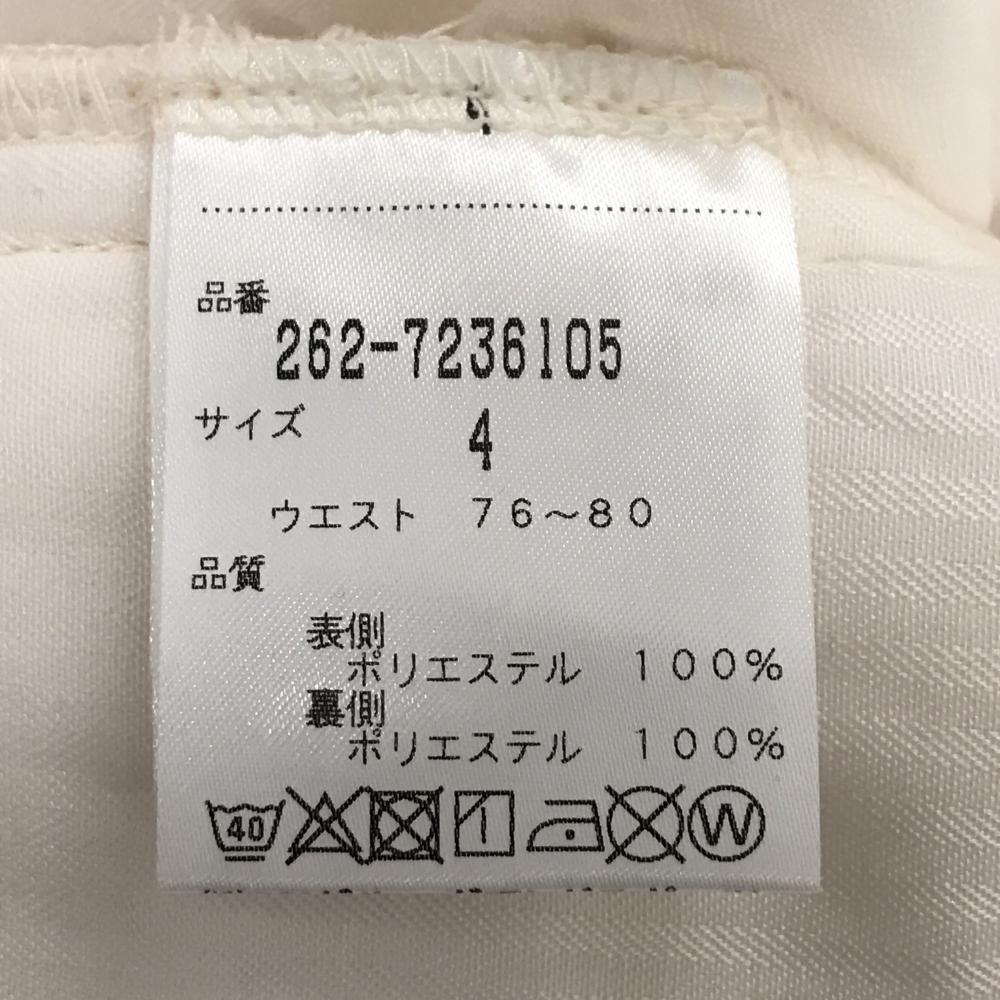 品番
262-7236105
サイズ 4
ウエスト 76～80
品質
表側
ポリエステル 100%
裏側
ポリエステル 100%
40 W